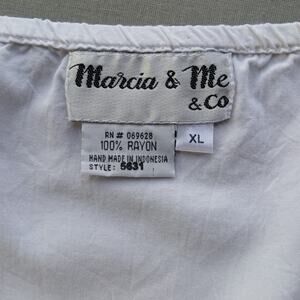 Marcia & Me
& Co
RN # 069628
100% RAYON
HAND MADE IN INDONESIA
STYLE: 5631
XL